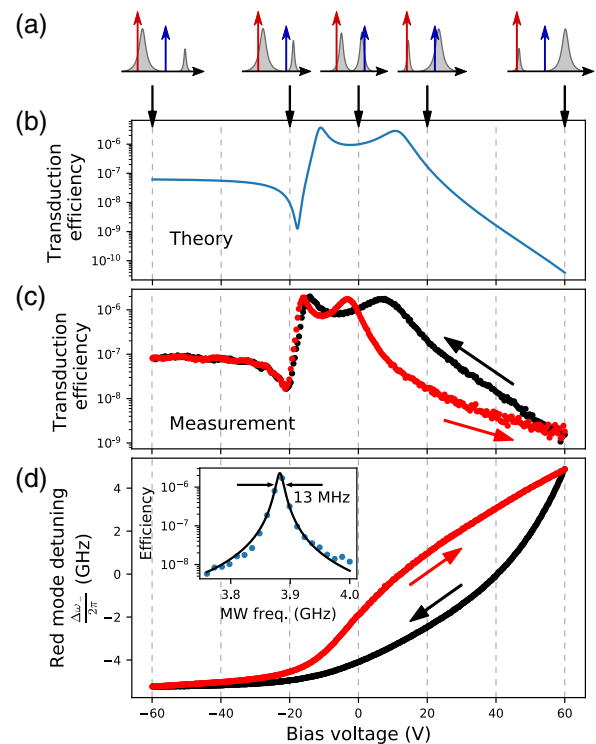 (a)
(b)
Transduction
efficiency
10⁻⁶
10⁻⁷
10⁻⁸
10⁻⁹
10⁻¹⁰
Theory
(c)
Transduction
efficiency
10⁻⁶
10⁻⁷
10⁻⁸
10⁻⁹
Measurement
(d)
Red mode detuning
Δω₋/2π (GHz)
4
2
0
−2
−4
Efficiency
10⁻⁶
10⁻⁷
10⁻⁸
13 MHz
3.8 3.9 4.0
MW freq. (GHz)
−60 −40 −20 0 20 40 60
Bias voltage (V)